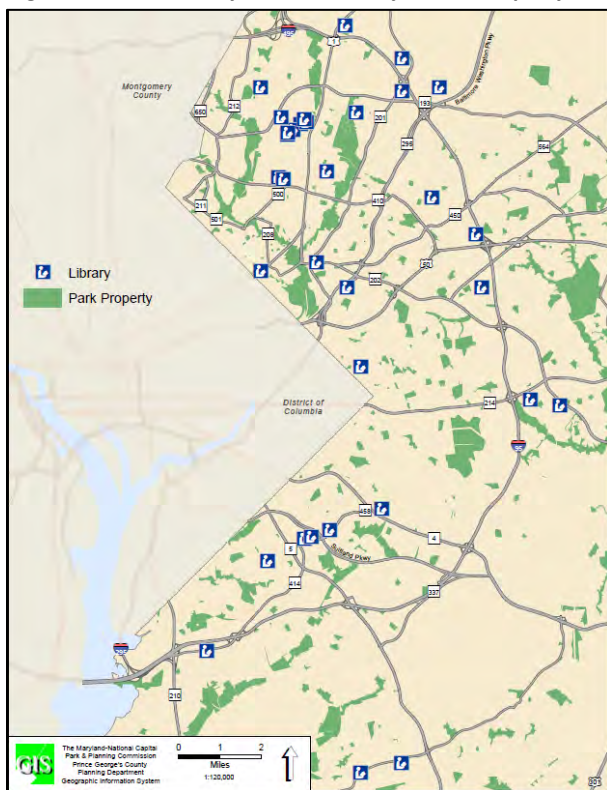 495
1
Montgomery
County
Baltimore Washington Pkwy
650
212
193
201
295
564
211
501
500
410
450
208
50
202
Library
Park Property
District of
Columbia
214
95
458
4
5
Suitland Pkwy
414
337
295
210
GIS
The Maryland-National Capital
Park & Planning Commission
Prince George's County
Planning Department
Geographic Information System
0 1 2
Miles
1:120,000
301